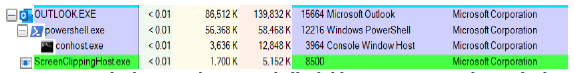 OUTLOOK.EXE < 0.01 86,512 K 139,832 K 15664 Microsoft Outlook Microsoft Corporation
powershell.exe < 0.01 56,368 K 58,468 K 12216 Windows PowerShell Microsoft Corporation
conhost.exe 3,636 K 12,848 K 3964 Console Window Host Microsoft Corporation
ScreenClippingHost.exe < 0.01 1,700 K 5,152 K 8500 Microsoft Corporation